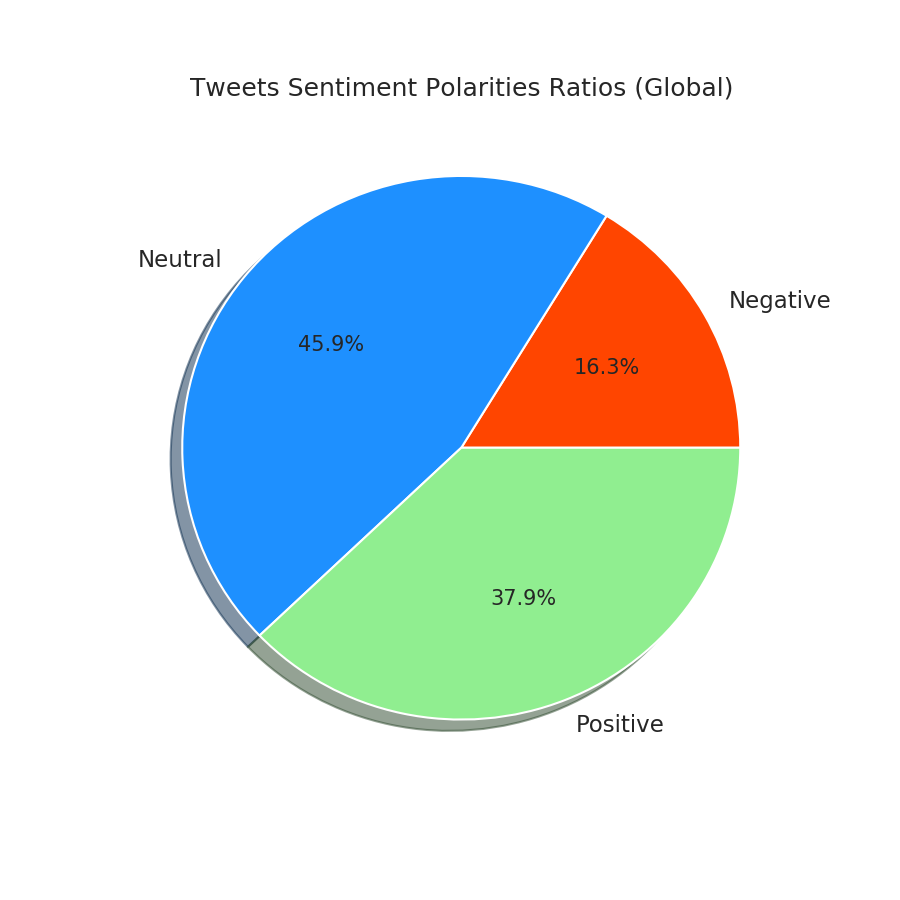 Tweets Sentiment Polarities Ratios (Global)
Neutral
Negative
45.9%
16.3%
37.9%
Positive